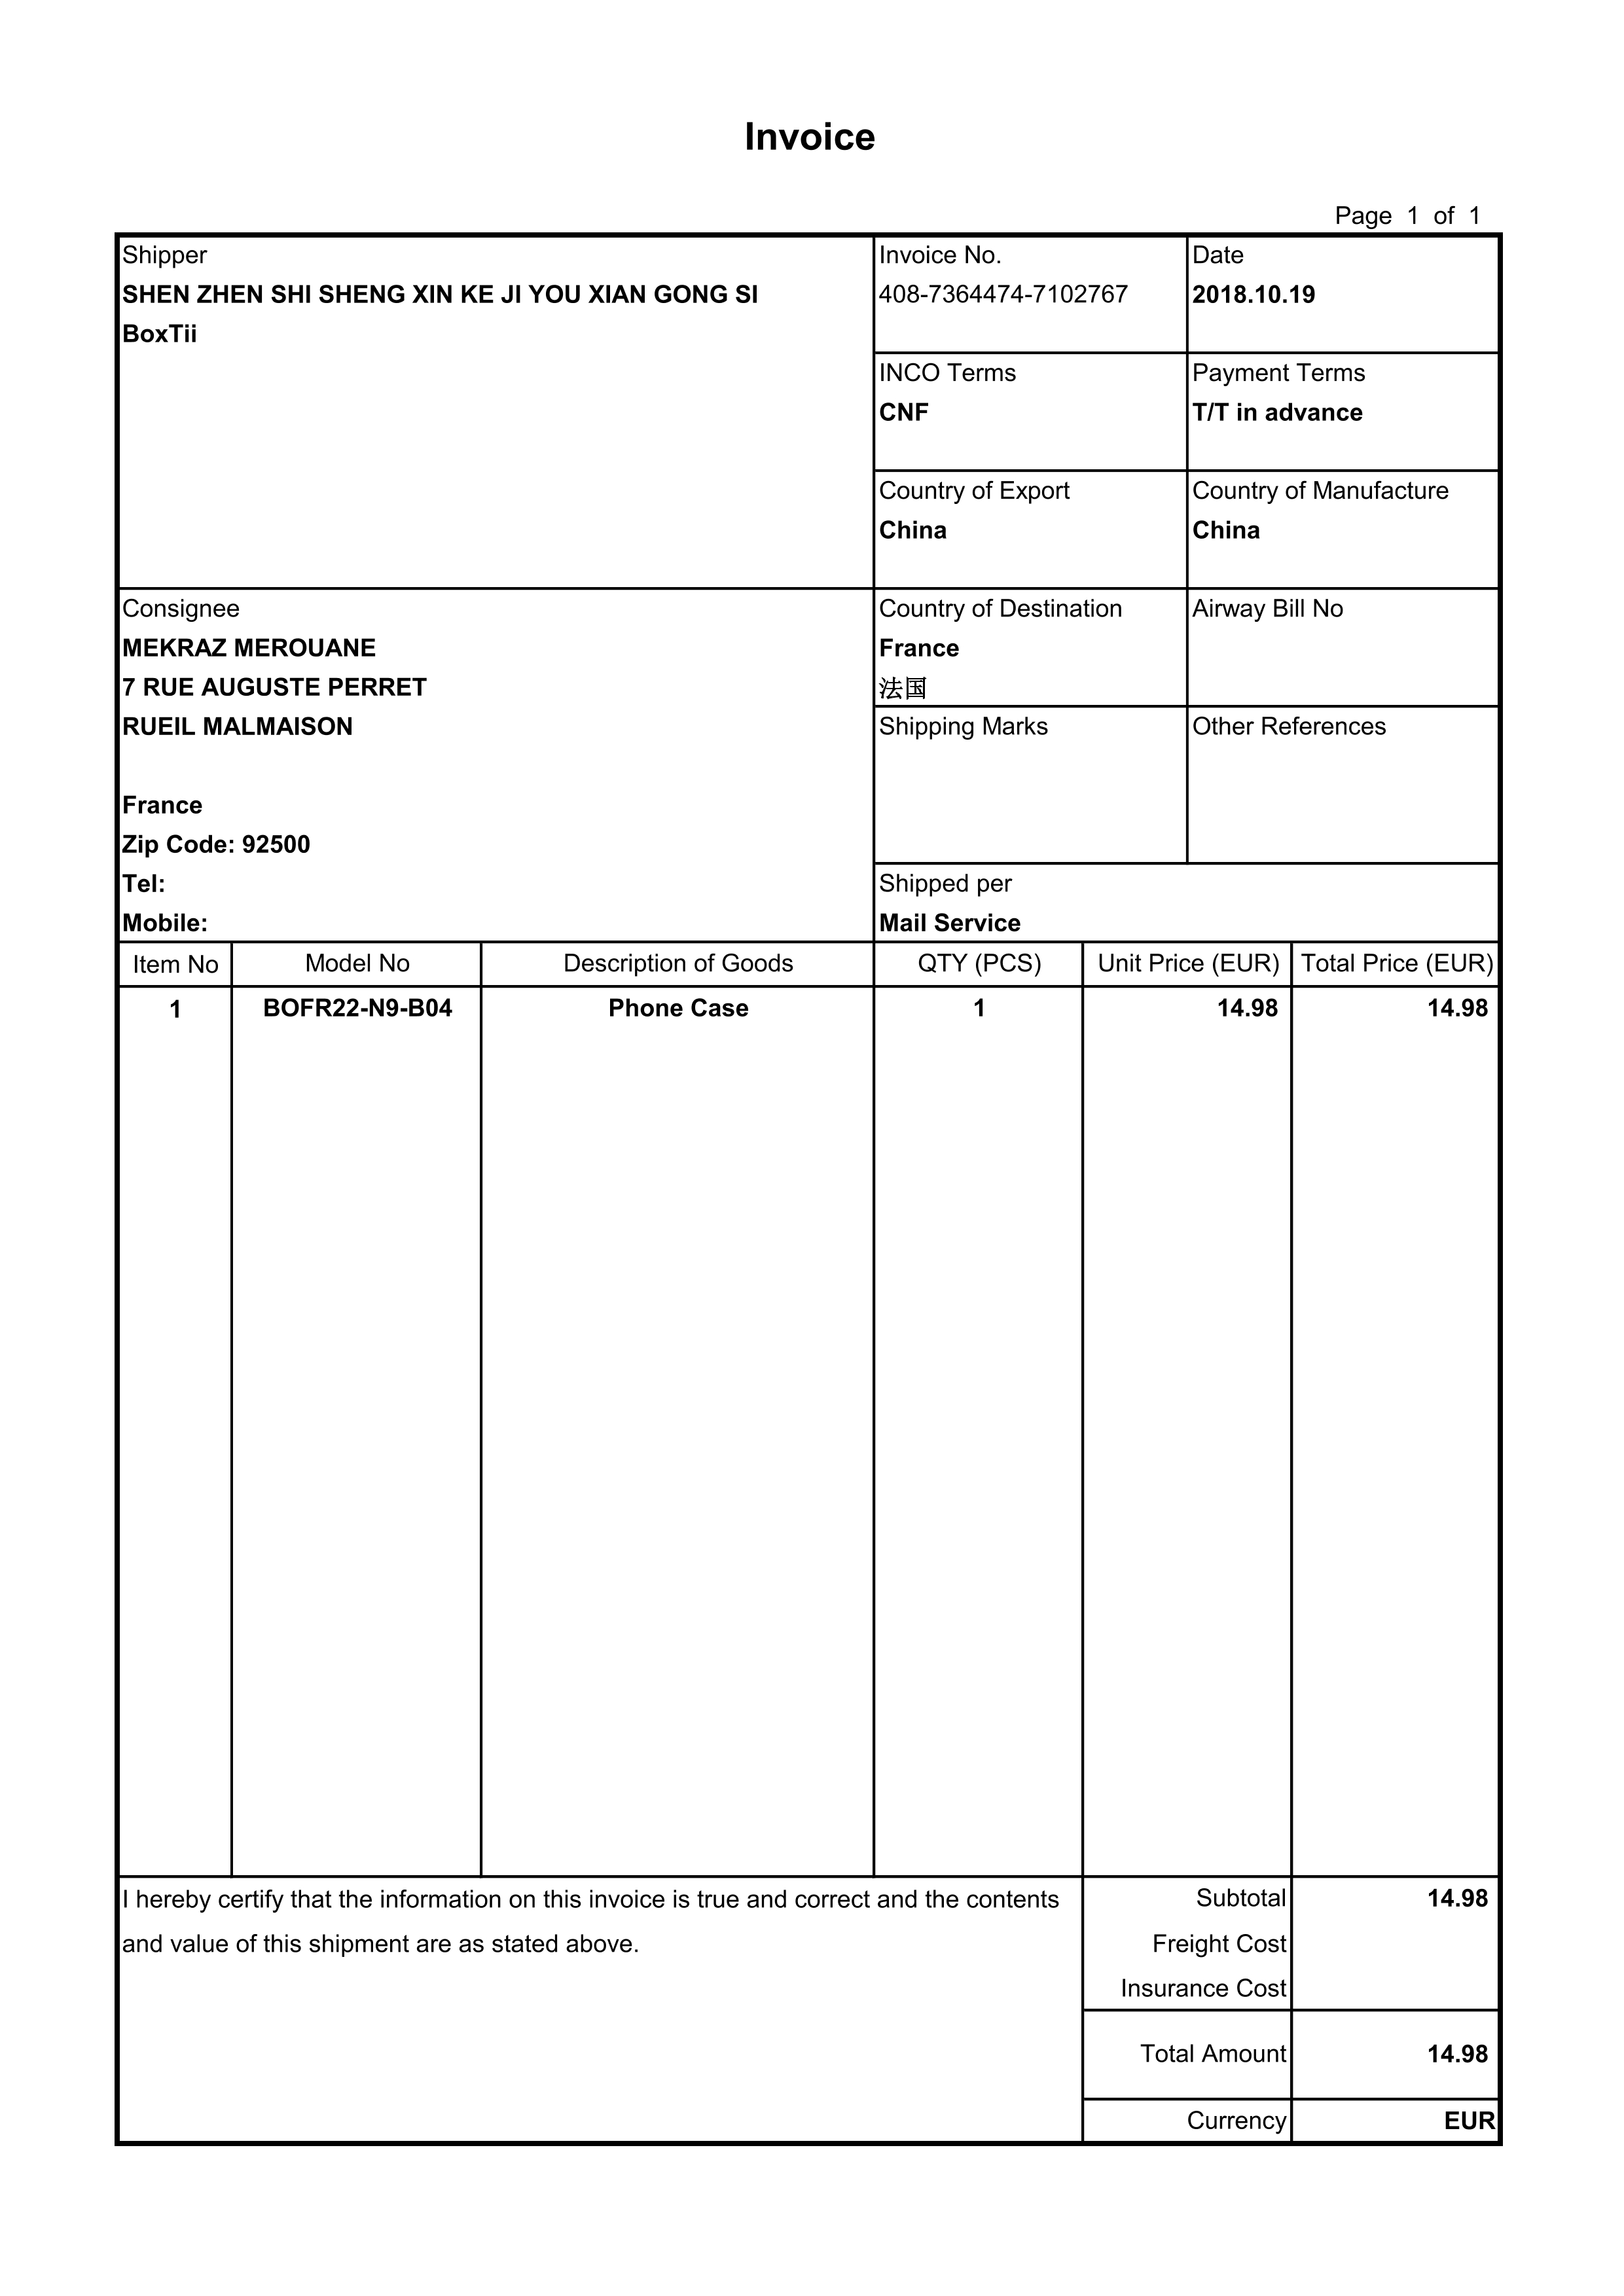 Invoice
Page 1 of 1
Shipper
SHEN ZHEN SHI SHENG XIN KE JI YOU XIAN GONG SI
BoxTii
Invoice No.
408-7364474-7102767
Date
2018.10.19
INCO Terms
CNF
Payment Terms
T/T in advance
Country of Export
China
Country of Manufacture
China
Consignee
MEKRAZ MEROUANE
7 RUE AUGUSTE PERRET
RUEIL MALMAISON
France
Zip Code: 92500
Tel:
Mobile:
Country of Destination
France
法国
Airway Bill No
Shipping Marks
Other References
Shipped per
Mail Service
Item No Model No Description of Goods QTY (PCS) Unit Price (EUR) Total Price (EUR)
1 BOFR22-N9-B04 Phone Case 1 14.98 14.98
I hereby certify that the information on this invoice is true and correct and the contents
and value of this shipment are as stated above.
Subtotal 14.98
Freight Cost
Insurance Cost
Total Amount 14.98
Currency EUR